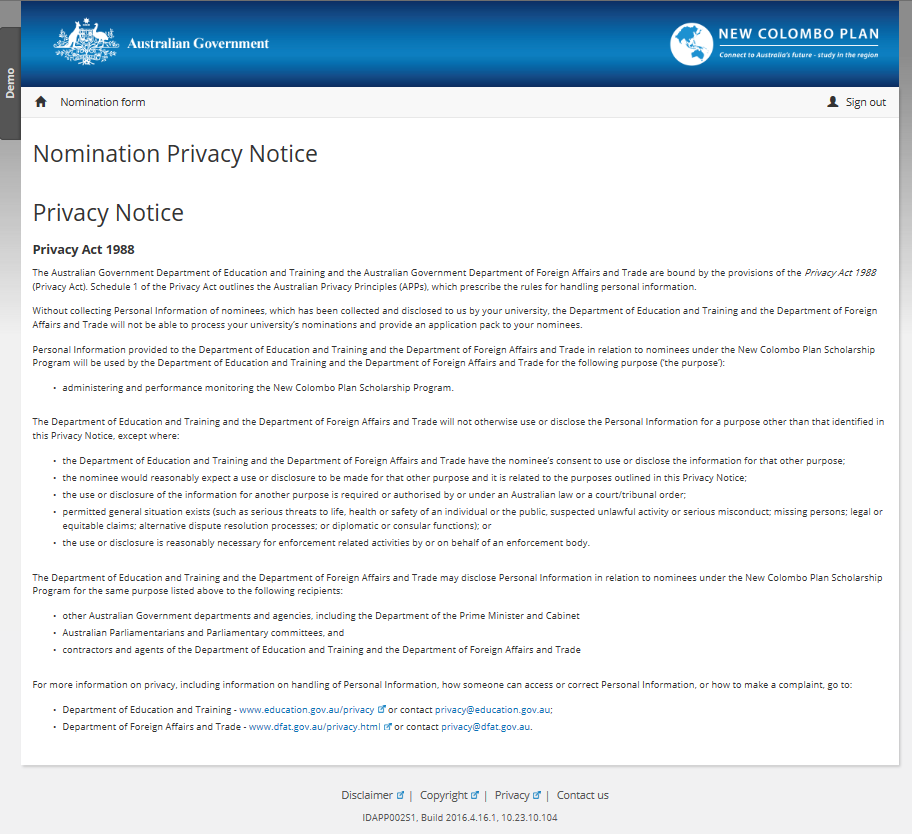 Australian Government
NEW COLOMBO PLAN
Connect to Australia's future - study in the region
Demo
Nomination form
Sign out
Nomination Privacy Notice
Privacy Notice
Privacy Act 1988
The Australian Government Department of Education and Training and the Australian Government Department of Foreign Affairs and Trade are bound by the provisions of the Privacy Act 1988
(Privacy Act). Schedule 1 of the Privacy Act outlines the Australian Privacy Principles (APPs), which prescribe the rules for handling personal information.
Without collecting Personal Information of nominees, which has been collected and disclosed to us by your university, the Department of Education and Training and the Department of Foreign
Affairs and Trade will not be able to process your university's nominations and provide an application pack to your nominees.
Personal Information provided to the Department of Education and Training and the Department of Foreign Affairs and Trade in relation to nominees under the New Colombo Plan Scholarship
Program will be used by the Department of Education and Training and the Department of Foreign Affairs and Trade for the following purpose ('the purpose'):
• administering and performance monitoring the New Colombo Plan Scholarship Program.
The Department of Education and Training and the Department of Foreign Affairs and Trade will not otherwise use or disclose the Personal Information for a purpose other than that identified in
this Privacy Notice, except where:
• the Department of Education and Training and the Department of Foreign Affairs and Trade have the nominee's consent to use or disclose the information for that other purpose;
• the nominee would reasonably expect a use or disclosure to be made for that other purpose and it is related to the purposes outlined in this Privacy Notice;
• the use or disclosure of the information for another purpose is required or authorised by or under an Australian law or a court/tribunal order;
• permitted general situation exists (such as serious threats to life, health or safety of an individual or the public, suspected unlawful activity or serious misconduct; missing persons; legal or
equitable claims; alternative dispute resolution processes; or diplomatic or consular functions); or
• the use or disclosure is reasonably necessary for enforcement related activities by or on behalf of an enforcement body.
The Department of Education and Training and the Department of Foreign Affairs and Trade may disclose Personal Information in relation to nominees under the New Colombo Plan Scholarship
Program for the same purpose listed above to the following recipients:
• other Australian Government departments and agencies, including the Department of the Prime Minister and Cabinet
• Australian Parliamentarians and Parliamentary committees, and
• contractors and agents of the Department of Education and Training and the Department of Foreign Affairs and Trade
For more information on privacy, including information on handling of Personal Information, how someone can access or correct Personal Information, or how to make a complaint, go to:
• Department of Education and Training - www.education.gov.au/privacy or contact privacy@education.gov.au;
• Department of Foreign Affairs and Trade - www.dfat.gov.au/privacy.html or contact privacy@dfat.gov.au.
Disclaimer | Copyright | Privacy | Contact us
IDAPP002S1, Build 2016.4.16.1, 10.23.10.104